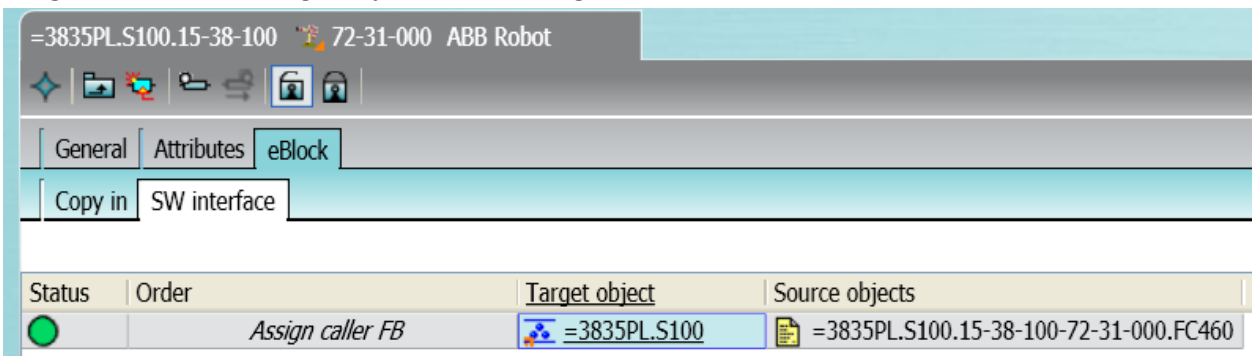 =3835PL.S100.15-38-100 72-31-000 ABB Robot
General Attributes eBlock
Copy in SW interface
Status Order Target object Source objects
Assign caller FB =3835PL.S100 =3835PL.S100.15-38-100-72-31-000.FC460